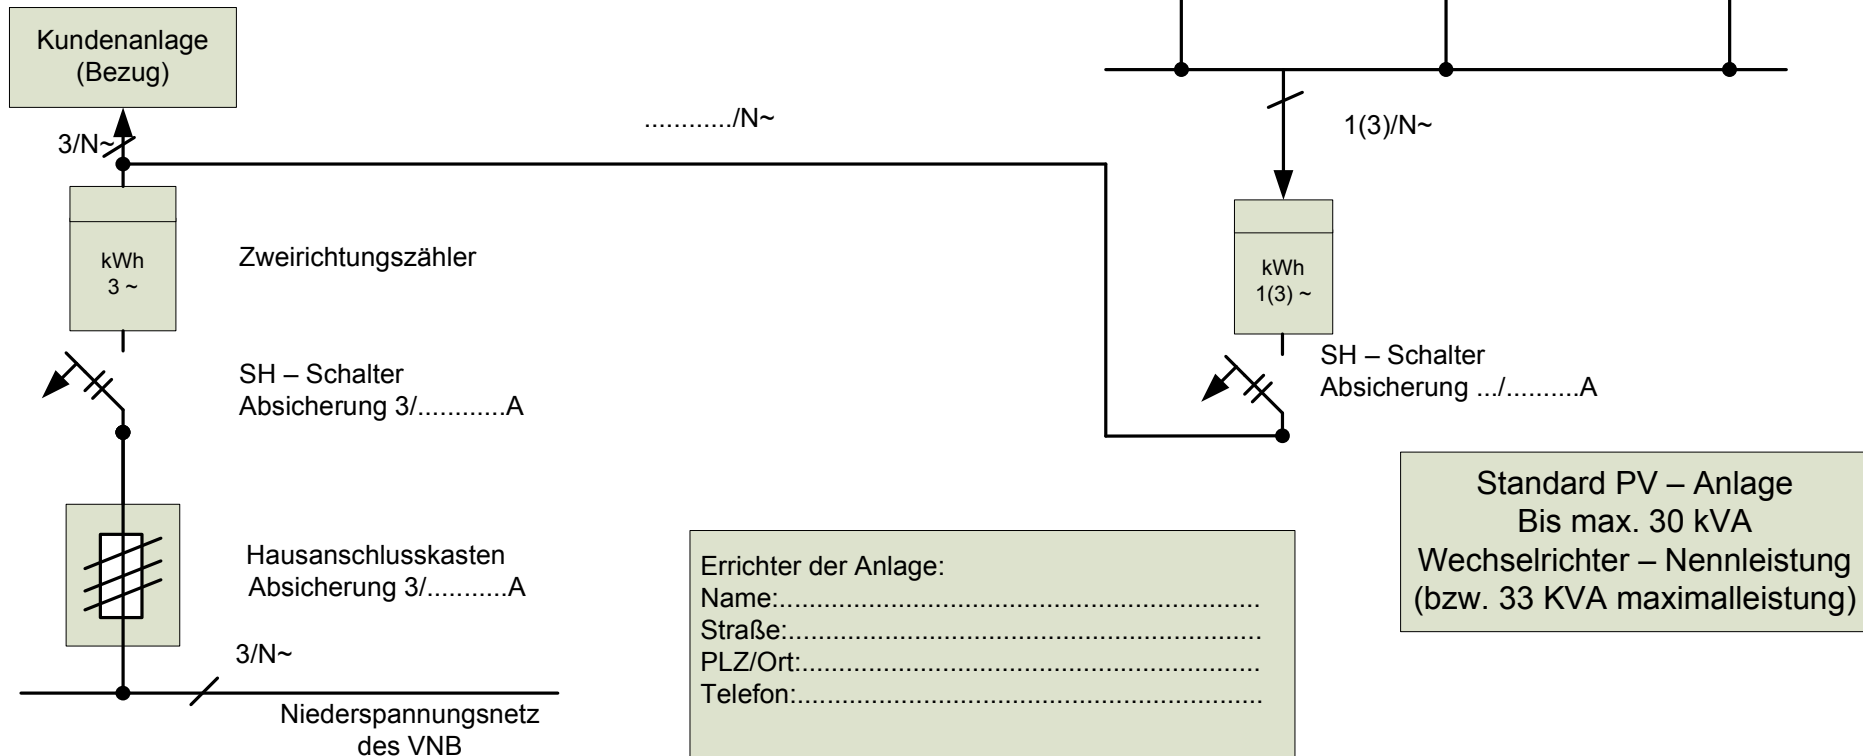 Kundenanlage
(Bezug)
3/N~
............/N~
1(3)/N~
kWh
3 ~
Zweirichtungszähler
kWh
1(3) ~
SH – Schalter
Absicherung 3/............A
SH – Schalter
Absicherung .../..........A
Hausanschlusskasten
Absicherung 3/..........A
3/N~
Niederspannungsnetz
des VNB
Errichter der Anlage:
Name:................................................................
Straße:...............................................................
PLZ/Ort:.............................................................
Telefon:..............................................................
Standard PV – Anlage
Bis max. 30 kVA
Wechselrichter – Nennleistung
(bzw. 33 KVA maximalleistung)